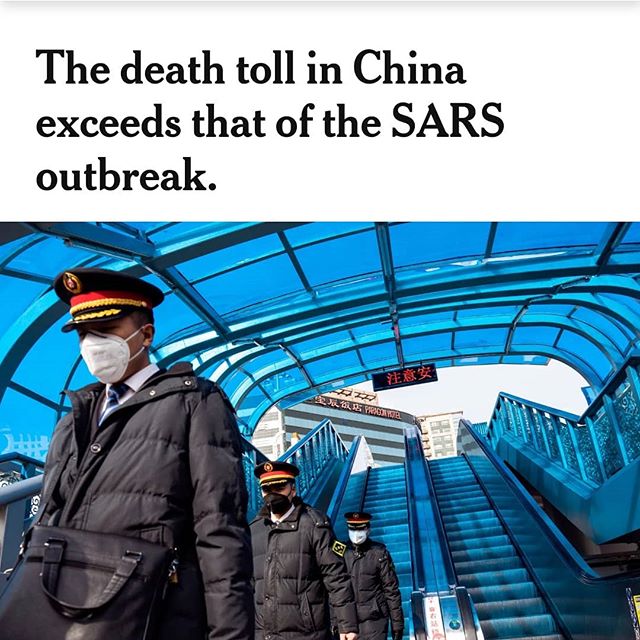 The death toll in China
exceeds that of the SARS
outbreak.
注意安
宝辰饭店 PARAGON HOTEL